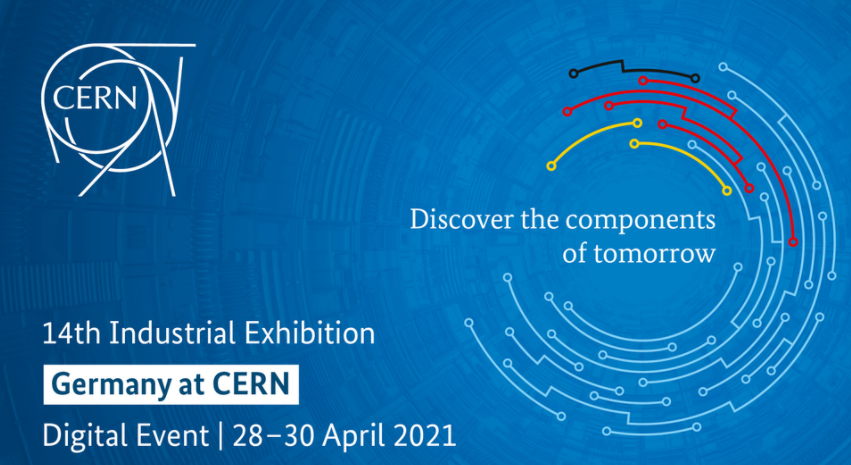 CERN
Discover the components
of tomorrow
14th Industrial Exhibition
Germany at CERN
Digital Event | 28–30 April 2021